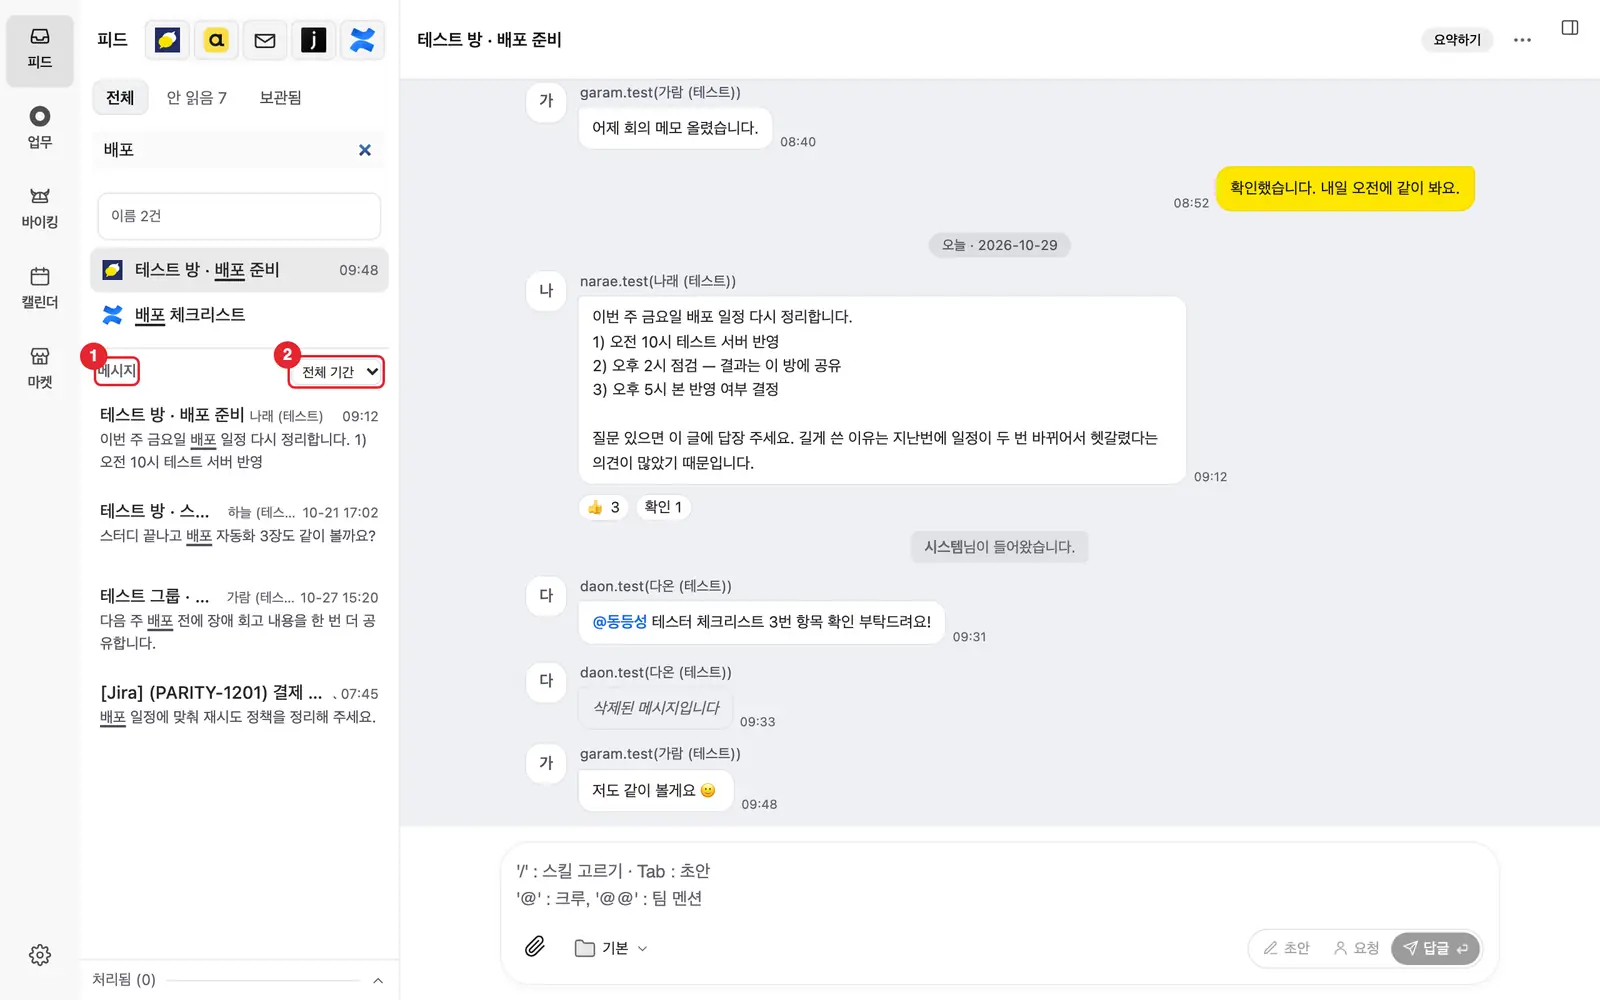 피드
업무
바이킹
캘린더
마켓
피드
전체
안 읽음 7
보관됨
배포
이름 2건
테스트 방 · 배포 준비 09:48
배포 체크리스트
1
메시지
2
전체 기간
테스트 방 · 배포 준비 나래 (테스트) 09:12
이번 주 금요일 배포 일정 다시 정리합니다. 1)
오전 10시 테스트 서버 반영
테스트 방 · 스... 하늘 (테스... 10-21 17:02
스터디 끝나고 배포 자동화 3장도 같이 볼까요?
테스트 그룹 · ... 가람 (테스... 10-27 15:20
다음 주 배포 전에 장애 회고 내용을 한 번 더 공
유합니다.
[Jira] (PARITY-1201) 결제 ... 07:45
배포 일정에 맞춰 재시도 정책을 정리해 주세요.
처리됨 (0)
테스트 방 · 배포 준비
요약하기
가
garam.test(가람 (테스트))
어제 회의 메모 올렸습니다.
08:40
확인했습니다. 내일 오전에 같이 봐요.
08:52
오늘 · 2026-10-29
나
narae.test(나래 (테스트))
이번 주 금요일 배포 일정 다시 정리합니다.
1) 오전 10시 테스트 서버 반영
2) 오후 2시 점검 — 결과는 이 방에 공유
3) 오후 5시 본 반영 여부 결정
질문 있으면 이 글에 답장 주세요. 길게 쓴 이유는 지난번에 일정이 두 번 바뀌어서 헷갈렸다는
의견이 많았기 때문입니다.
09:12
👍 3
확인 1
시스템님이 들어왔습니다.
다
daon.test(다온 (테스트))
@동등성 테스터 체크리스트 3번 항목 확인 부탁드려요!
09:31
다
daon.test(다온 (테스트))
삭제된 메시지입니다
09:33
가
garam.test(가람 (테스트))
저도 같이 볼게요 🙂
09:48
'/' : 스킬 고르기 · Tab : 초안
'@' : 크루, '@@' : 팀 멘션
기본
초안
요청
답글